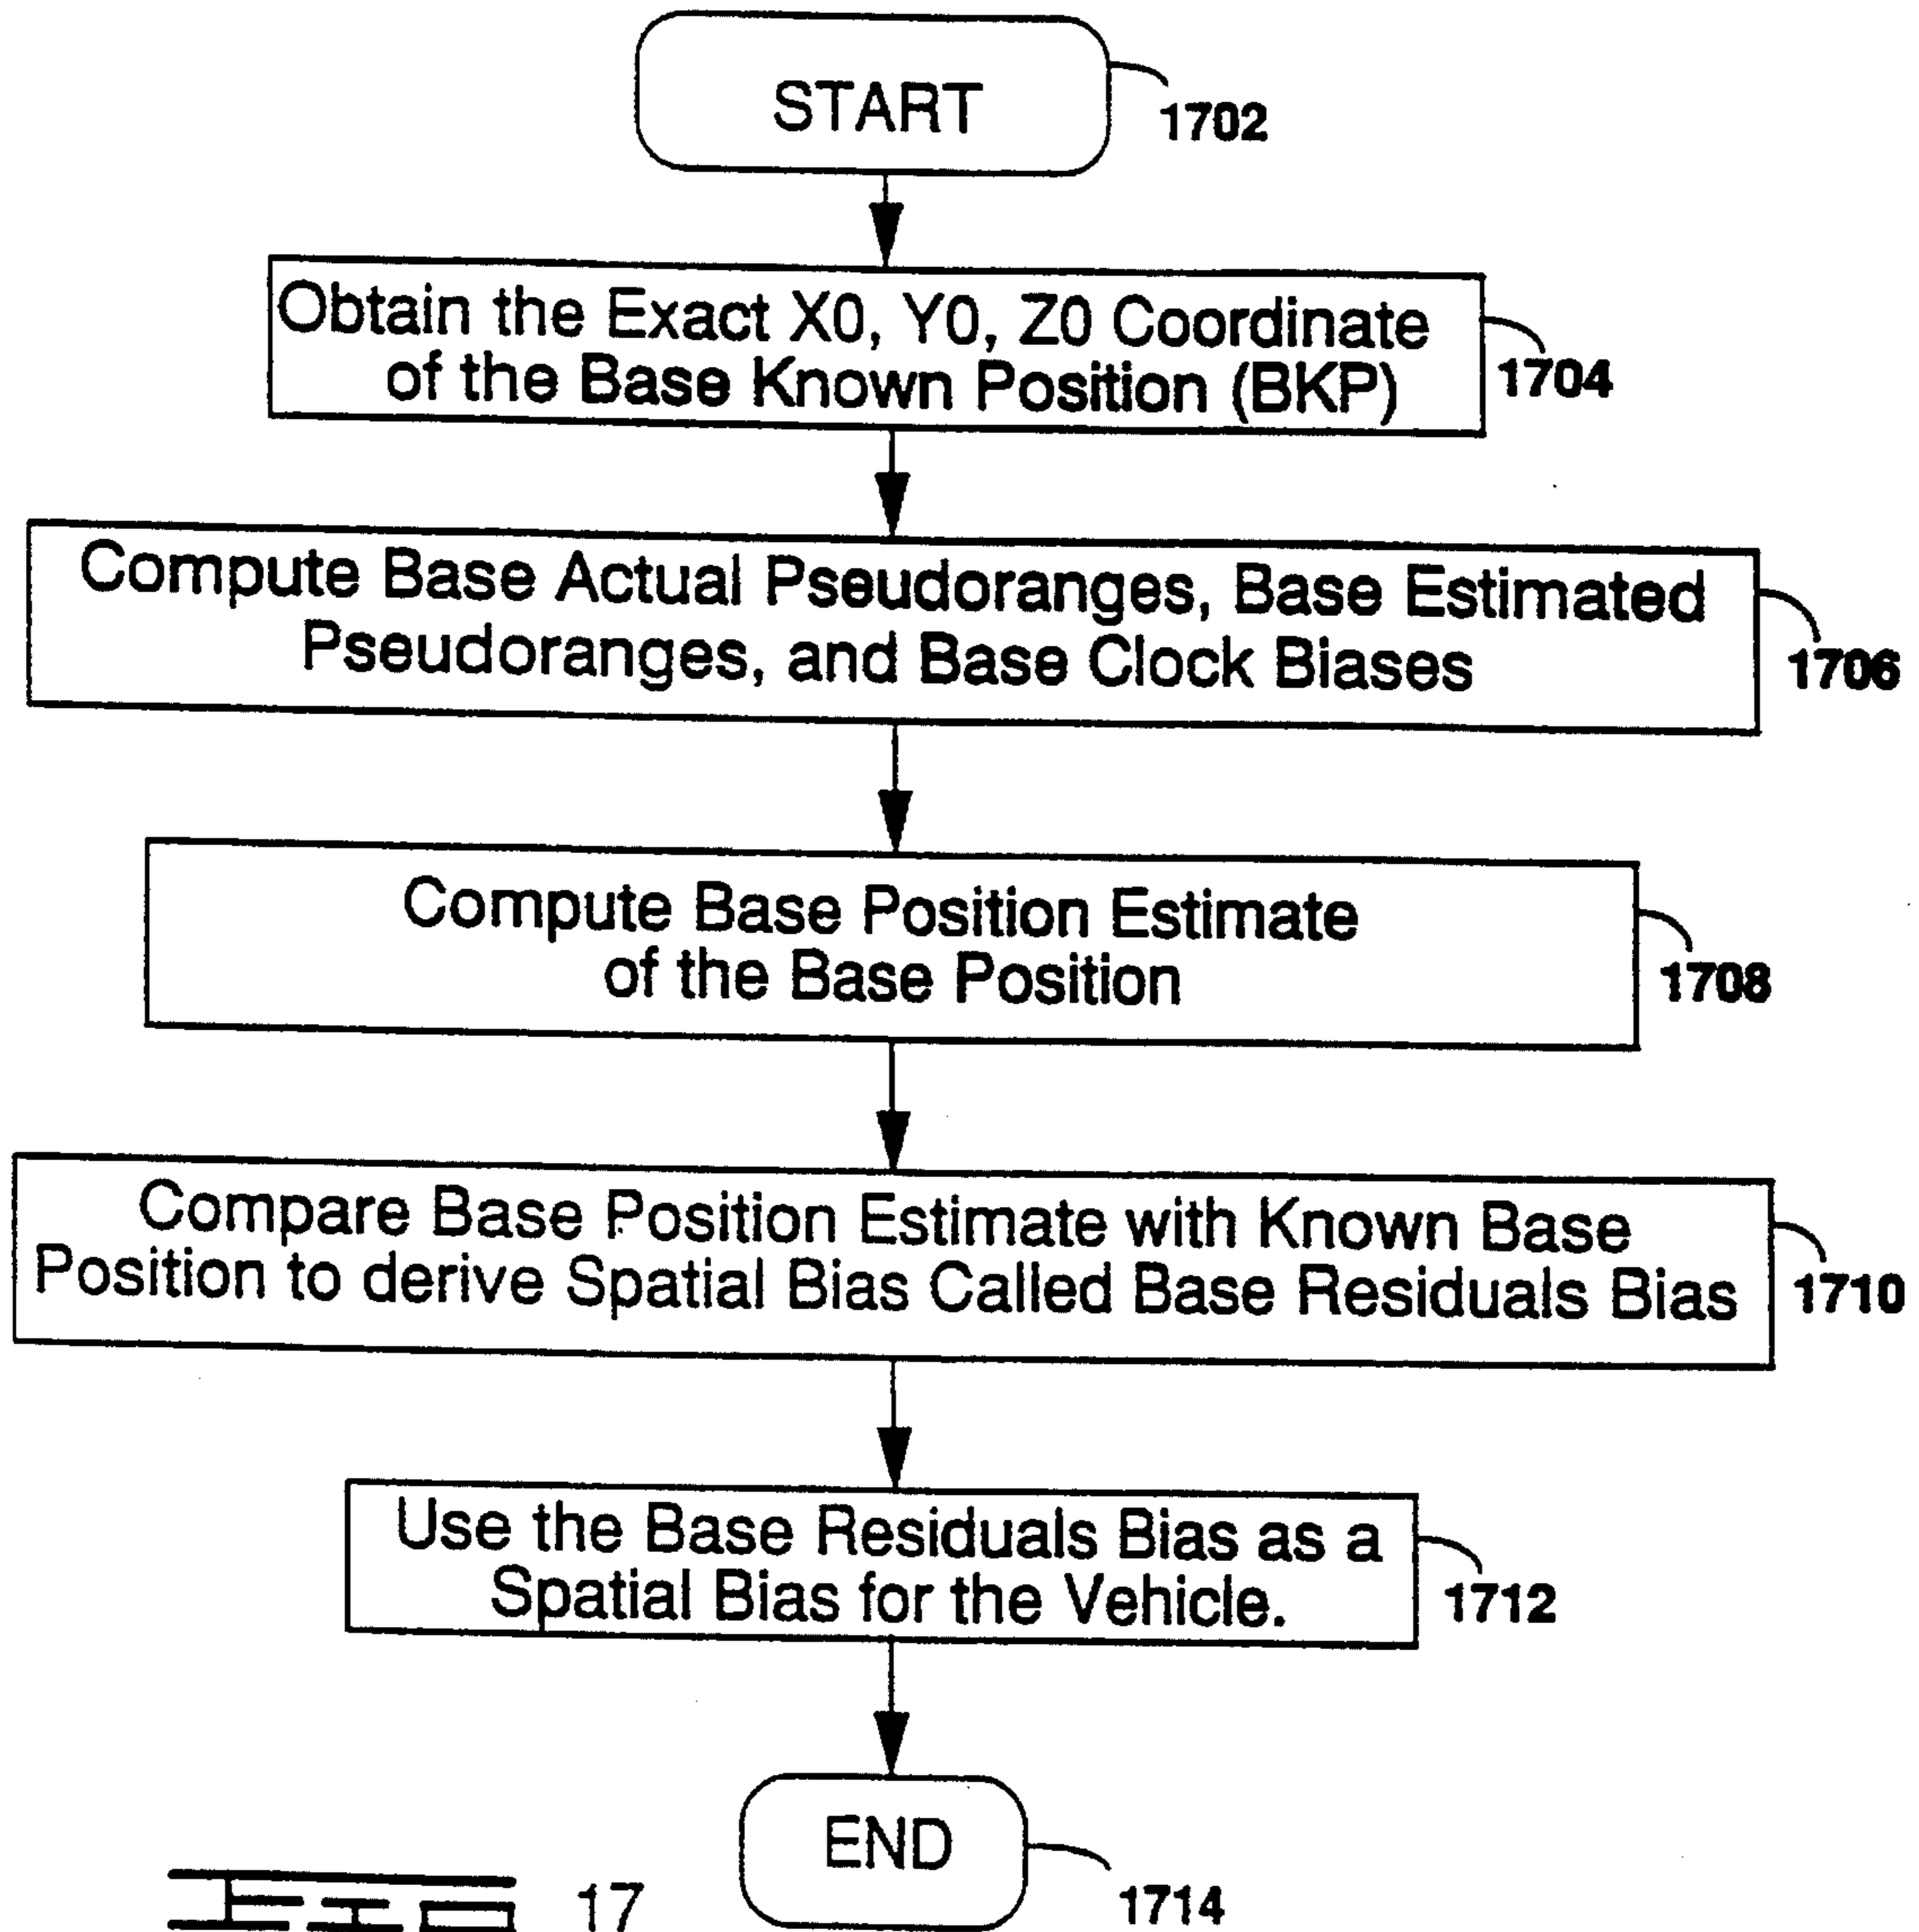 START
1702
Obtain the Exact X0, Y0, Z0 Coordinate
of the Base Known Position (BKP)
1704
Compute Base Actual Pseudoranges, Base Estimated
Pseudoranges, and Base Clock Biases
1706
Compute Base Position Estimate
of the Base Position
1708
Compare Base Position Estimate with Known Base
Position to derive Spatial Bias Called Base Residuals Bias
1710
Use the Base Residuals Bias as a
Spatial Bias for the Vehicle.
1712
END
1714
17